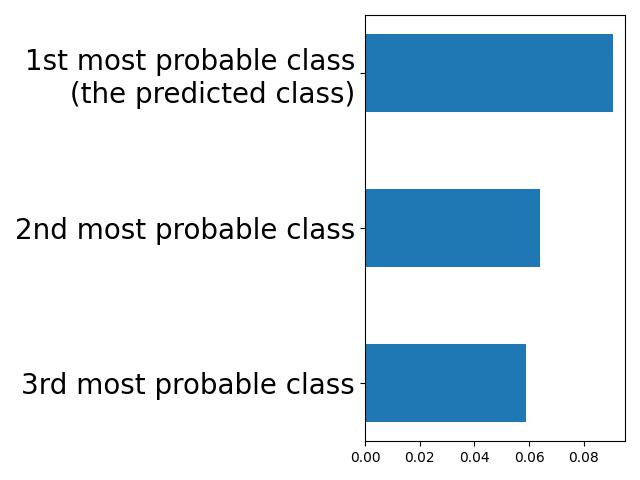 1st most probable class
(the predicted class)
2nd most probable class
3rd most probable class
0.00 0.02 0.04 0.06 0.08